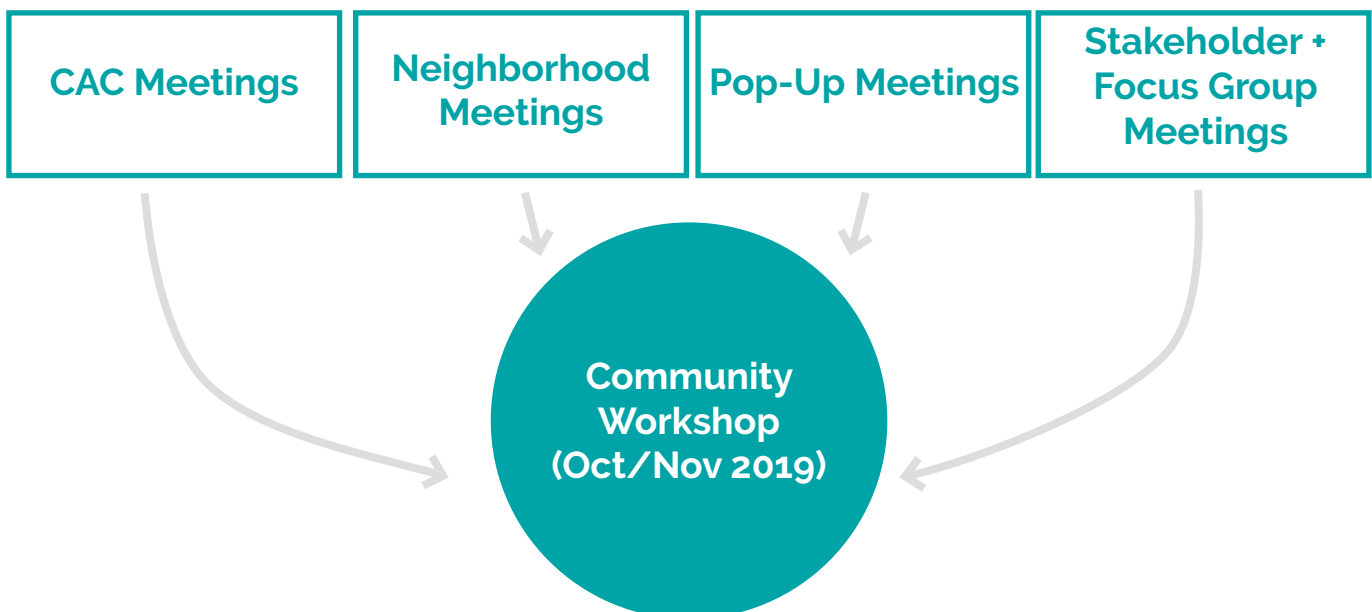 CAC Meetings
Neighborhood
Meetings
Pop-Up Meetings
Stakeholder +
Focus Group
Meetings
Community
Workshop
(Oct/Nov 2019)